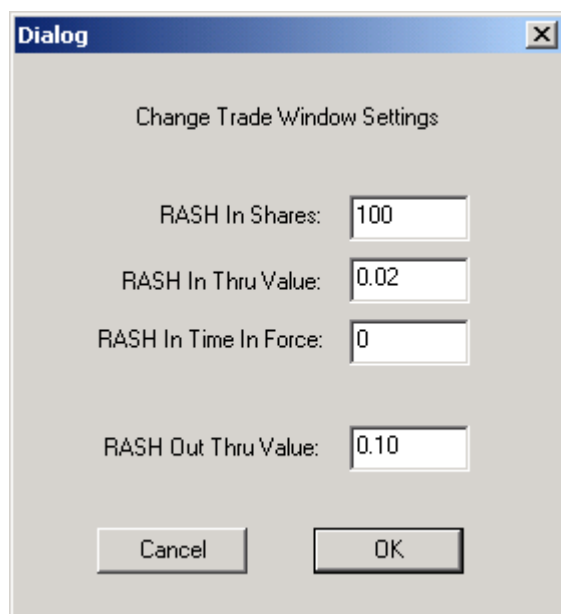 Dialog
Change Trade Window Settings
RASH In Shares: 100
RASH In Thru Value: 0.02
RASH In Time In Force: 0
RASH Out Thru Value: 0.10
Cancel OK